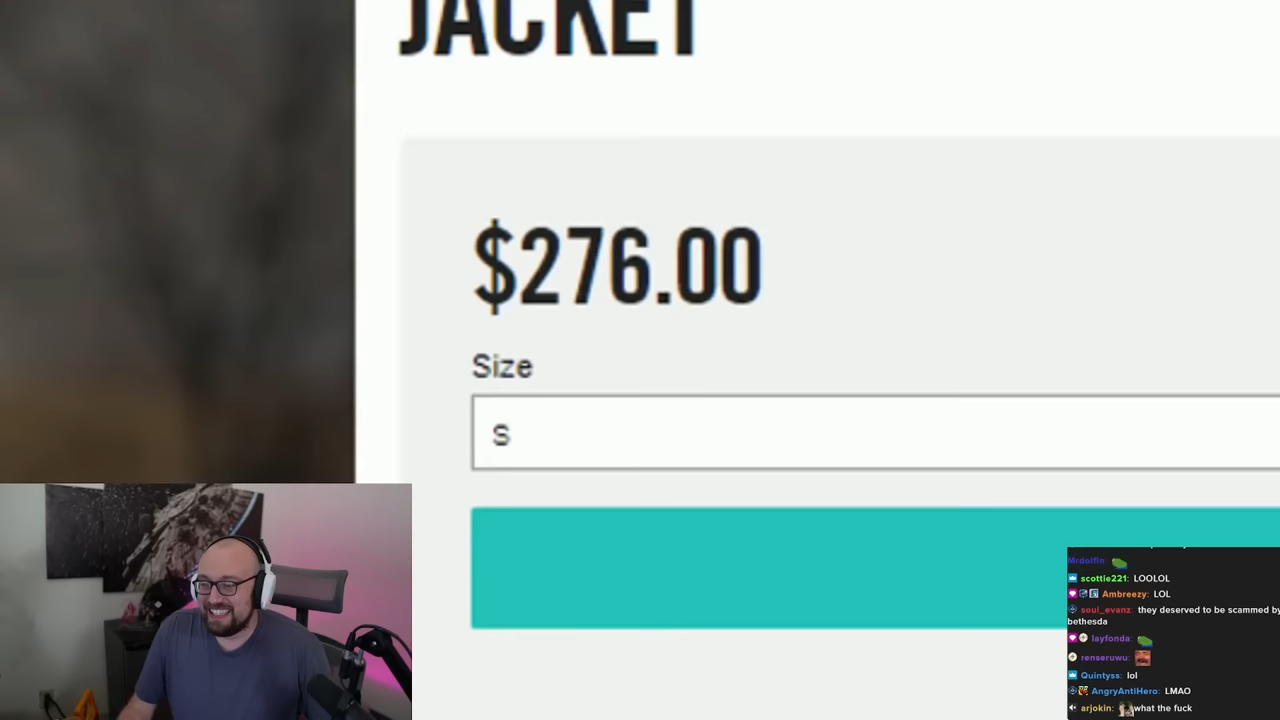 JACKET
$276.00
Size
S
Mrdolfin
scottie221: LOOLOL
Ambreezy: LOL
soul_evanz: they deserved to be scammed by
bethesda
layfonda:
renseruwu:
Quintyss: lol
AngryAntiHero: LMAO
arjokin: what the fuck